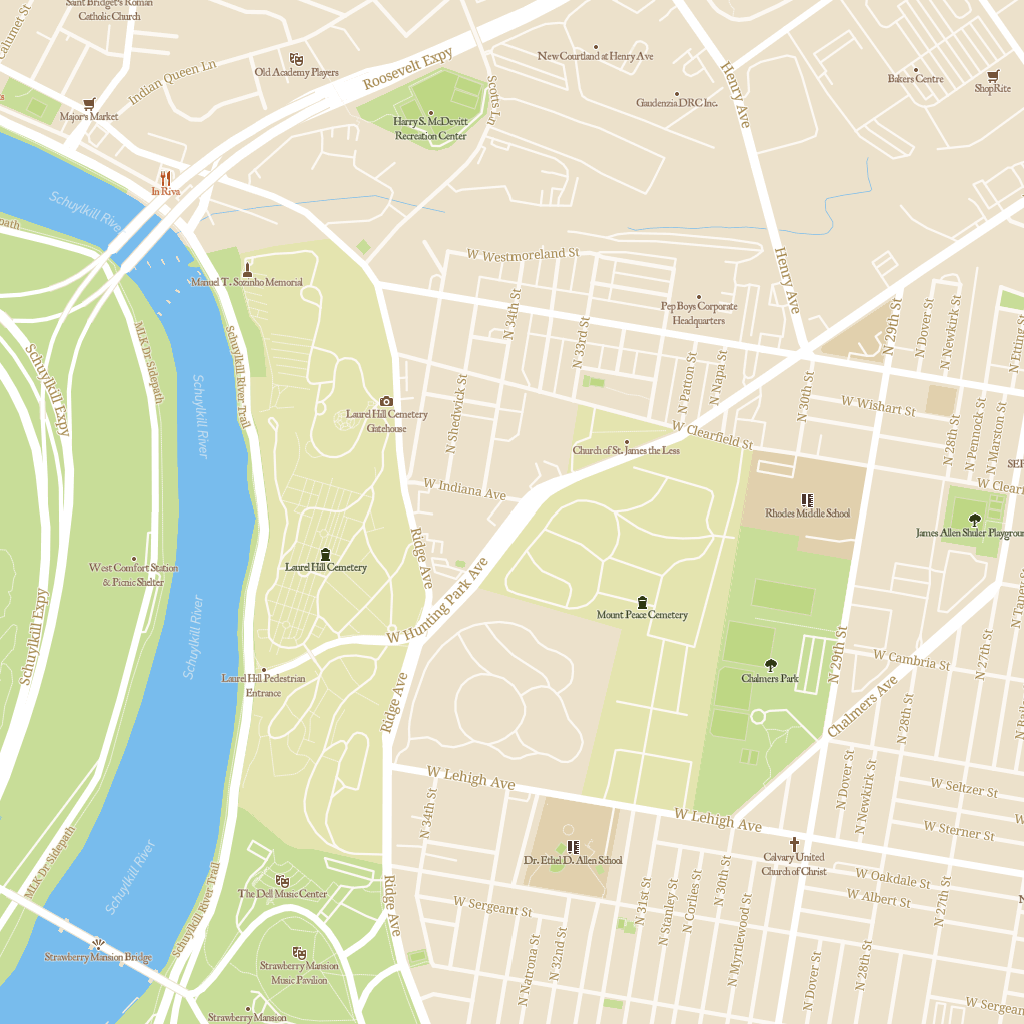 Saint Bridget's Roman
Catholic Church
Calumet St
Indian Queen Ln
Old Academy Players
Roosevelt Expy
Scotts Ln
New Courtland at Henry Ave
Henry Ave
Gaudenzia DRC Inc.
Bakers Centre
ShopRite
Major's Market
Harry S. McDevitt
Recreation Center
In Riva
Schuylkill River
Manuel T. Sozinho Memorial
W Westmoreland St
Henry Ave
Pep Boys Corporate
Headquarters
N 34th St
N 33rd St
N 29th St
N Dover St
N Newkirk St
MLK Dr Sidepath
Schuylkill River Trail
Schuylkill Expy
Schuylkill River
Laurel Hill Cemetery
Gatehouse
N Shedwick St
N Patton St
N Napa St
N 30th St
W Wishart St
N 28th St
N Pennock St
N Marston St
W Clearfield St
Church of St. James the Less
W Indiana Ave
Rhodes Middle School
James Allen Shuler Playground
Ridge Ave
Laurel Hill Cemetery
West Comfort Station
& Picnic Shelter
W Hunting Park Ave
Mount Peace Cemetery
Schuylkill Expy
Schuylkill River
Laurel Hill Pedestrian
Entrance
Chalmers Park
N 29th St
W Cambria St
N 27th St
N Taney St
Chalmers Ave
N 28th St
Ridge Ave
W Lehigh Ave
W Lehigh Ave
N Dover St
N Newkirk St
W Seltzer St
W Sterner St
N 34th St
Dr. Ethel D. Allen School
Calvary United
Church of Christ
W Oakdale St
W Albert St
MLK Dr Sidepath
Schuylkill River
Schuylkill River Trail
The Dell Music Center
Ridge Ave
W Sergeant St
N 31st St
N Stanley St
N Corlies St
N 30th St
N Myrtlewood St
N 27th St
Strawberry Mansion Bridge
Strawberry Mansion
Music Pavilion
N Natrona St
N 32nd St
N Dover St
N 28th St
Strawberry Mansion